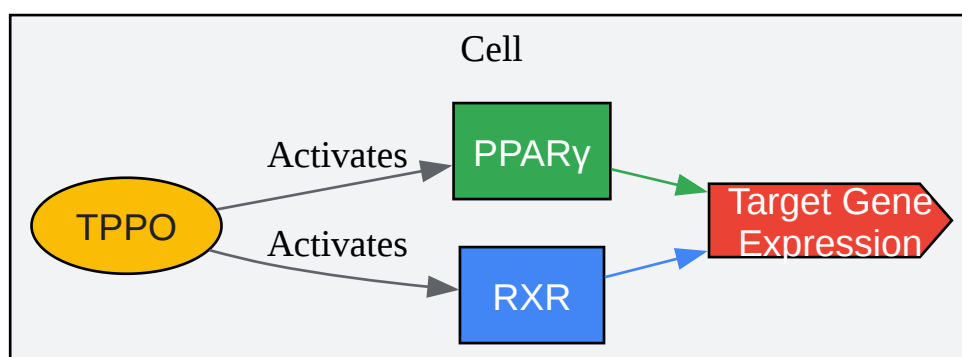 Cell
Activates
PPARγ
TPPO
Target Gene
Expression
Activates
RXR